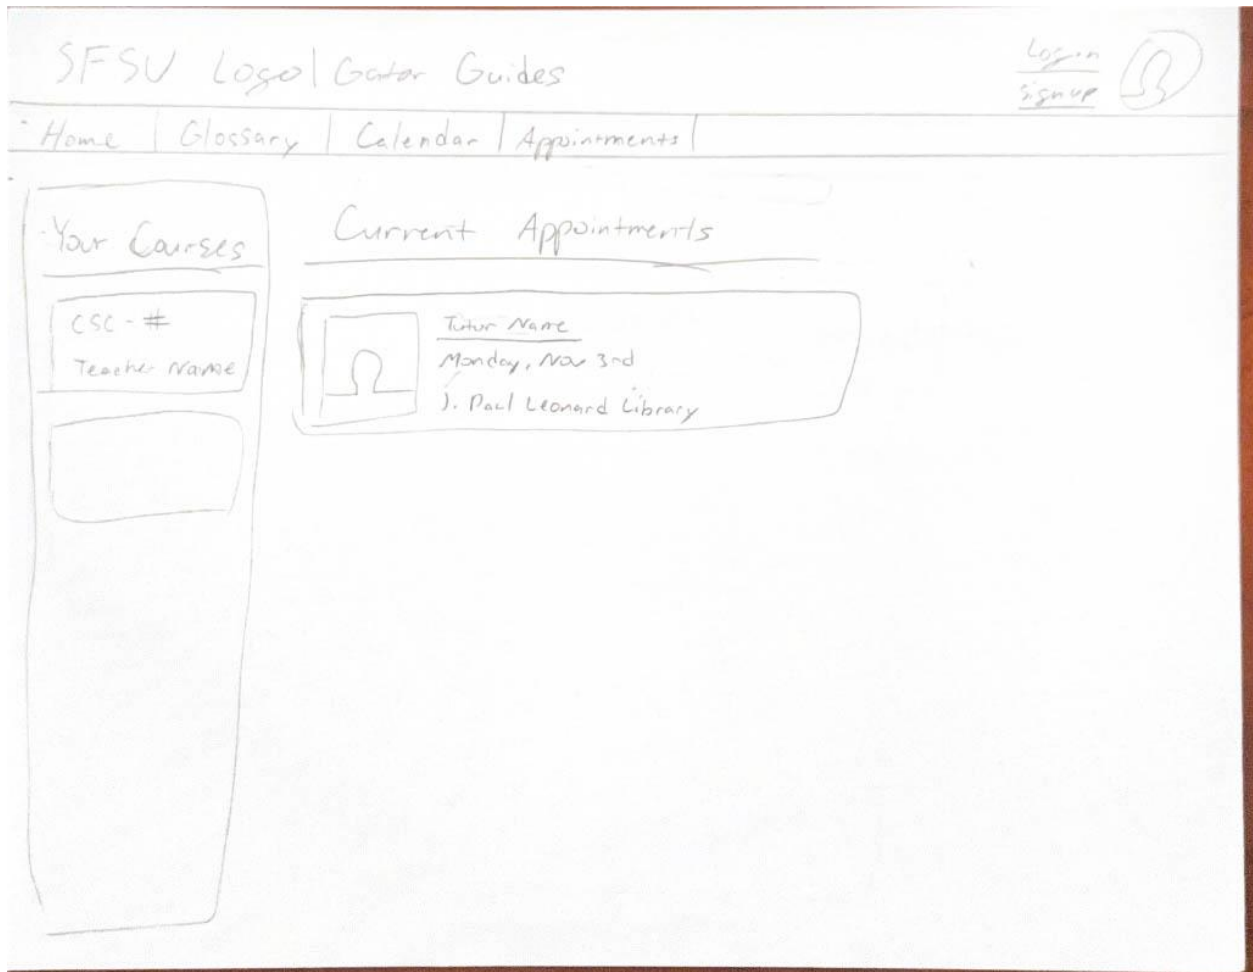 SFSU Logo | Gator Guides
Login
Signup
Home | Glossary | Calendar | Appointments |
Your Courses
CSC - #
Teacher Name
Current Appointments
Tutor Name
Monday, Nov 3rd
J. Paul Leonard Library